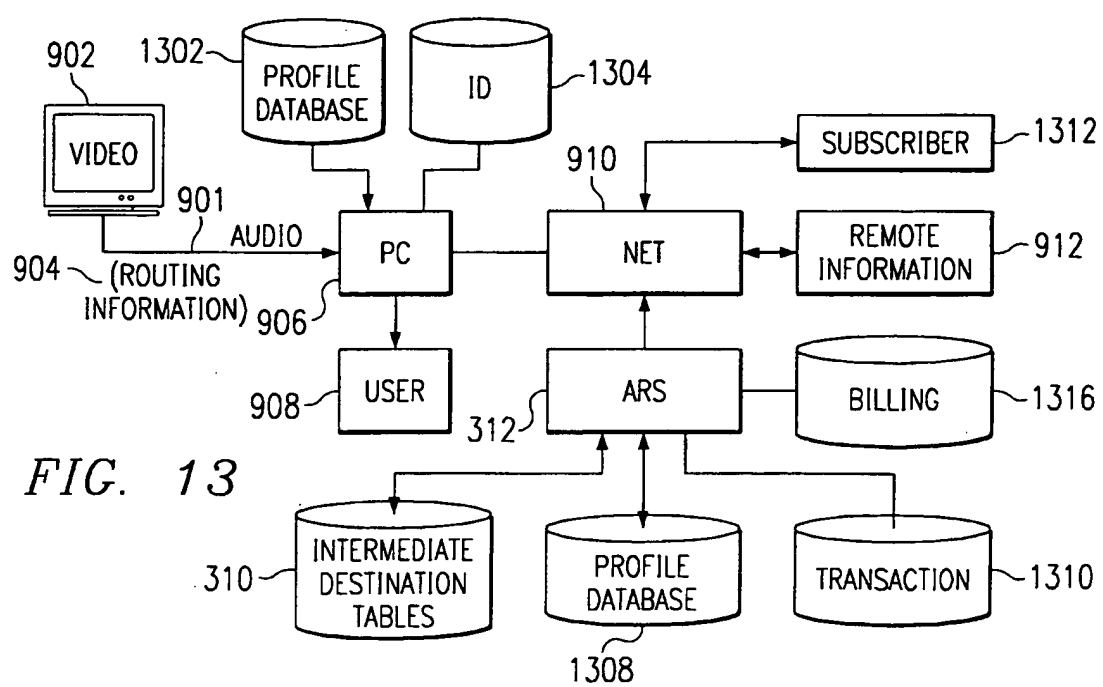 902
VIDEO
1302
PROFILE
DATABASE
ID
1304
901
AUDIO
904
(ROUTING
INFORMATION)
PC
906
USER
908
910
NET
SUBSCRIBER
1312
REMOTE
INFORMATION
912
ARS
312
BILLING
1316
FIG. 13
310
INTERMEDIATE
DESTINATION
TABLES
PROFILE
DATABASE
1308
TRANSACTION
1310